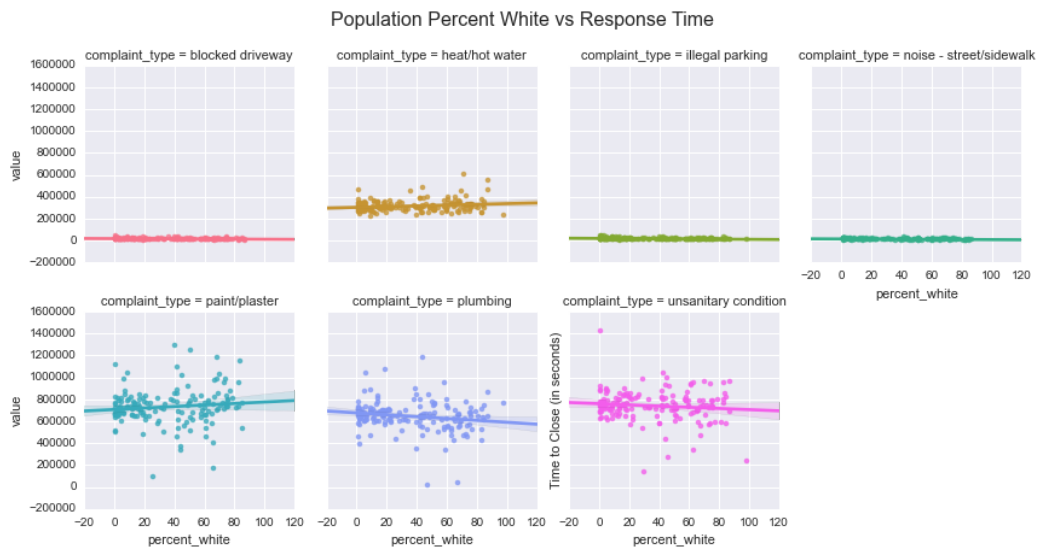 Population Percent White vs Response Time
complaint_type = blocked driveway
complaint_type = heat/hot water
complaint_type = illegal parking
complaint_type = noise - street/sidewalk
1600000
1400000
1200000
1000000
800000
600000
400000
200000
0
−200000
value
−20 0 20 40 60 80 100 120
percent_white
complaint_type = paint/plaster
complaint_type = plumbing
complaint_type = unsanitary condition
1600000
1400000
1200000
1000000
800000
600000
400000
200000
0
−200000
value
Time to Close (in seconds)
−20 0 20 40 60 80 100 120
−20 0 20 40 60 80 100 120
−20 0 20 40 60 80 100 120
percent_white
percent_white
percent_white